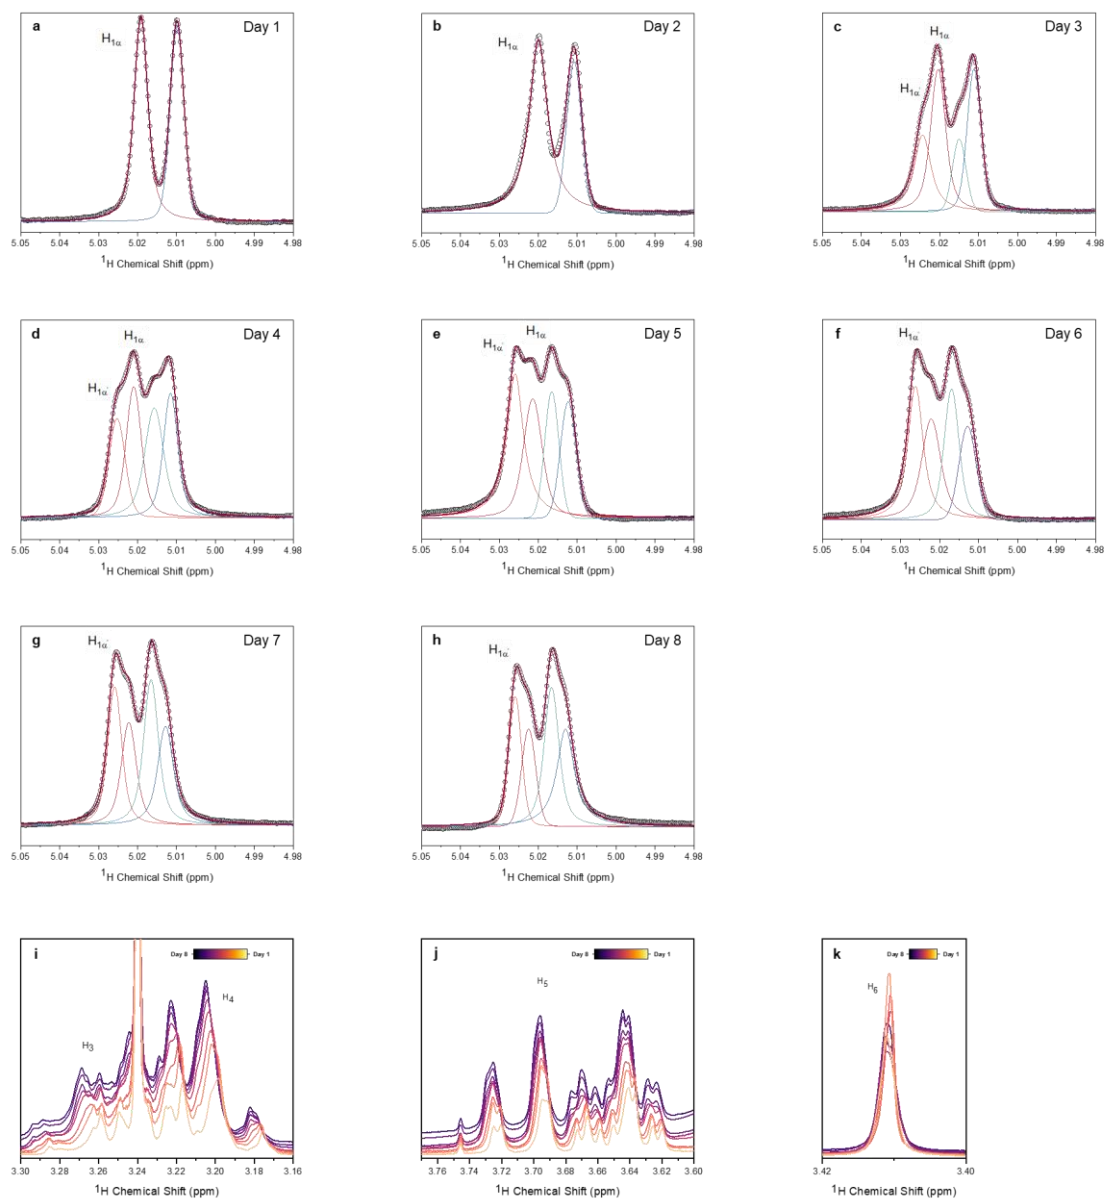 a H1α Day 1
5.05 5.04 5.03 5.02 5.01 5.00 4.99 4.98
1H Chemical Shift (ppm)
b H1α Day 2
5.05 5.04 5.03 5.02 5.01 5.00 4.99 4.98
1H Chemical Shift (ppm)
c H1α Day 3
H1α'
5.05 5.04 5.03 5.02 5.01 5.00 4.99 4.98
1H Chemical Shift (ppm)
d H1α Day 4
H1α'
5.05 5.04 5.03 5.02 5.01 5.00 4.99 4.98
1H Chemical Shift (ppm)
e H1α Day 5
H1α'
5.05 5.04 5.03 5.02 5.01 5.00 4.99 4.98
1H Chemical Shift (ppm)
f H1α' Day 6
5.05 5.04 5.03 5.02 5.01 5.00 4.99 4.98
1H Chemical Shift (ppm)
g H1α' Day 7
5.05 5.04 5.03 5.02 5.01 5.00 4.99 4.98
1H Chemical Shift (ppm)
h H1α' Day 8
5.05 5.04 5.03 5.02 5.01 5.00 4.99 4.98
1H Chemical Shift (ppm)
i Day 8 Day 1
H4
H3
3.30 3.28 3.26 3.24 3.22 3.20 3.18 3.16
1H Chemical Shift (ppm)
j Day 8 Day 1
H5
3.76 3.74 3.72 3.70 3.68 3.66 3.64 3.62 3.60
1H Chemical Shift (ppm)
k Day 8 Day 1
H6
3.42 3.40
1H Chemical Shift (ppm)